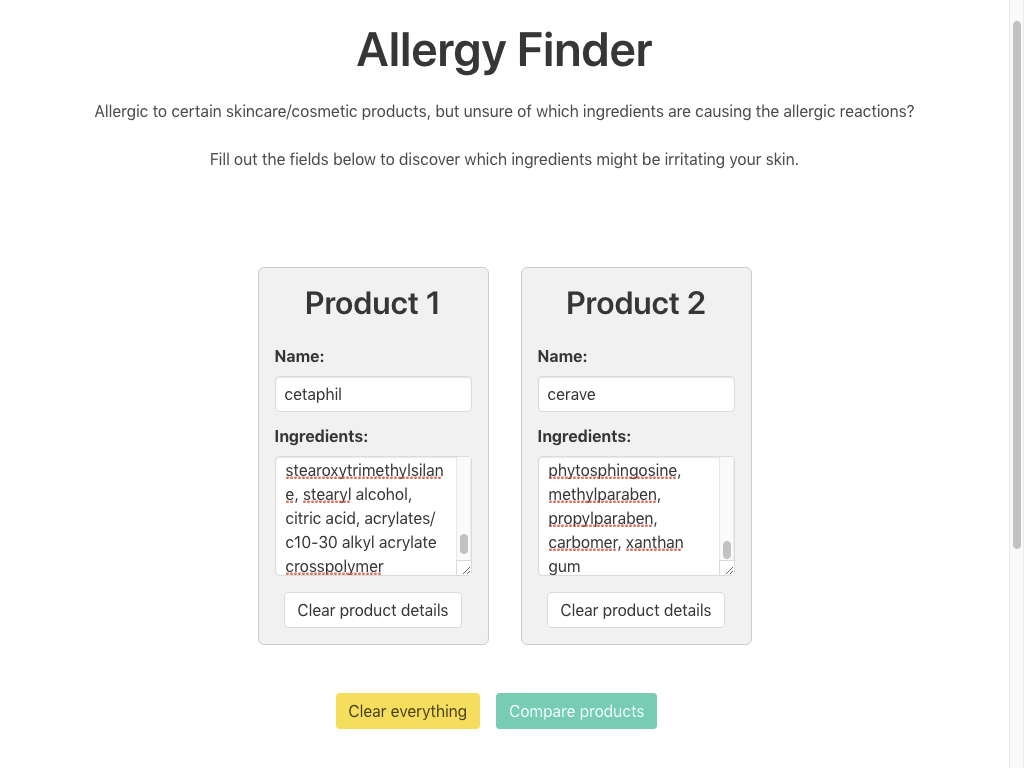 Allergy Finder
Allergic to certain skincare/cosmetic products, but unsure of which ingredients are causing the allergic reactions?
Fill out the fields below to discover which ingredients might be irritating your skin.
Product 1
Name:
cetaphil
Ingredients:
stearoxytrimethylsilan
e, stearyl alcohol,
citric acid, acrylates/
c10-30 alkyl acrylate
crosspolymer
Clear product details
Product 2
Name:
cerave
Ingredients:
phytosphingosine,
methylparaben,
propylparaben,
carbomer, xanthan
gum
Clear product details
Clear everything
Compare products